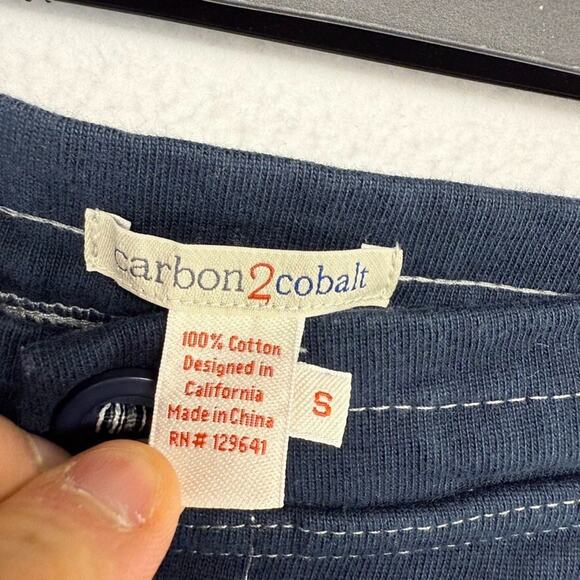 carbon2cobalt
100% Cotton
Designed in
California
Made in China
RN# 129641
S